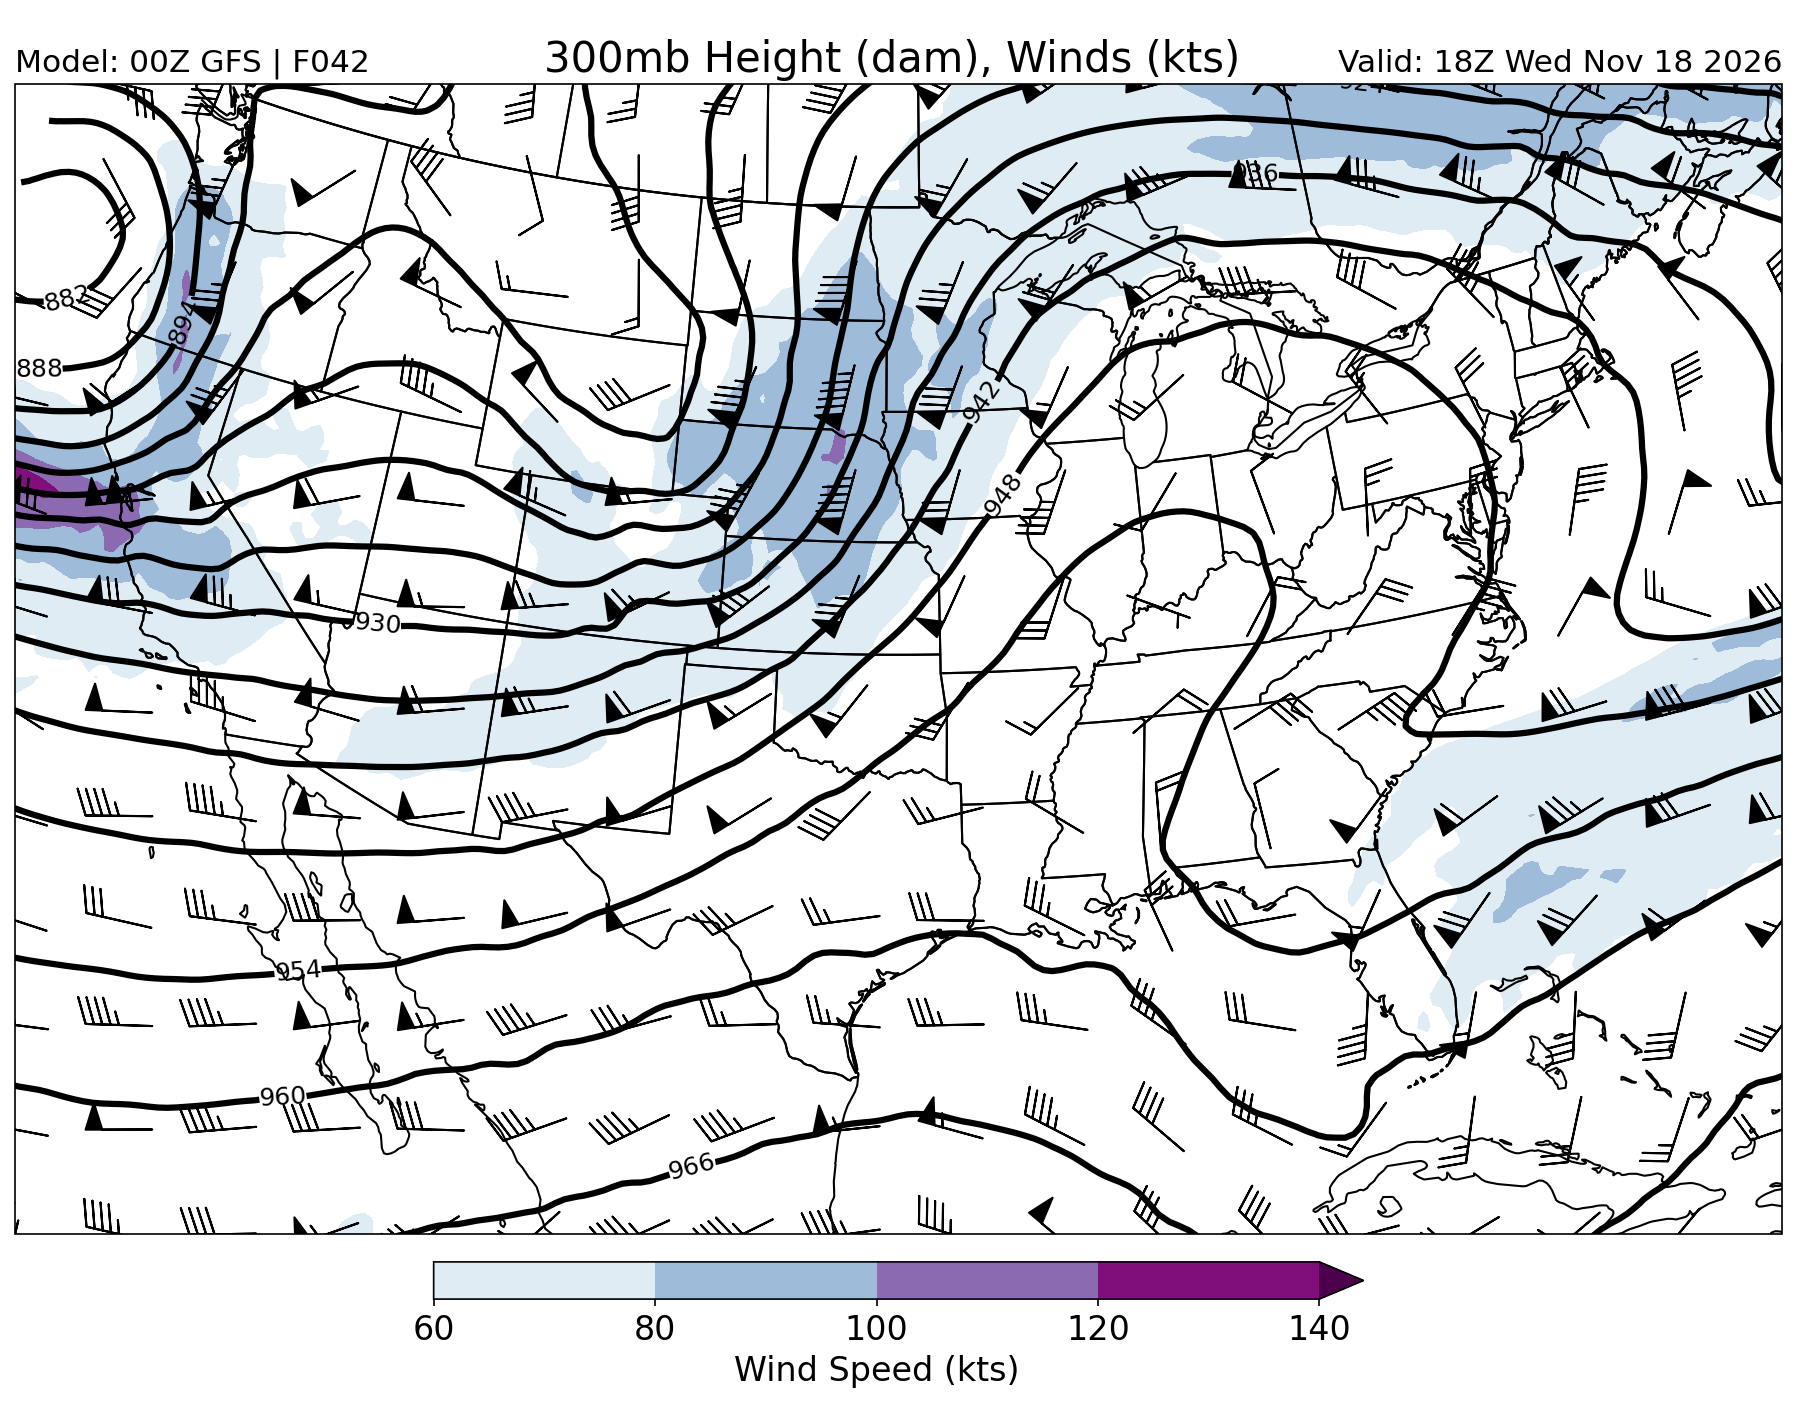 Model: 00Z GFS | F042
300mb Height (dam), Winds (kts)
Valid: 18Z Wed Nov 18 2026
936
882
894
888
942
948
930
954
960
966
60 80 100 120 140
Wind Speed (kts)